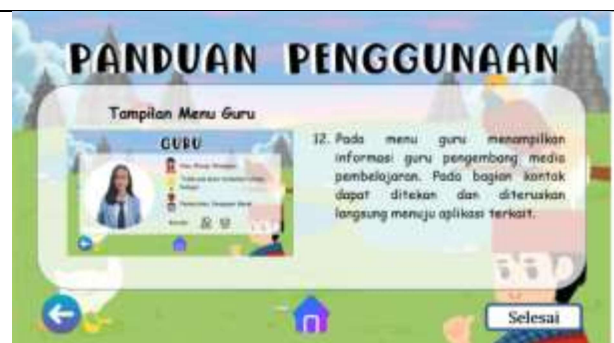 PANDUAN PENGGUNAAN
Tampilan Menu Guru
GURU
12. Pada menu guru menampilkan
informasi guru pengembang media
pembelajaran. Pada bagian kontak
dapat ditekan dan diteruskan
langsung menuju aplikasi terkait.
Selesai